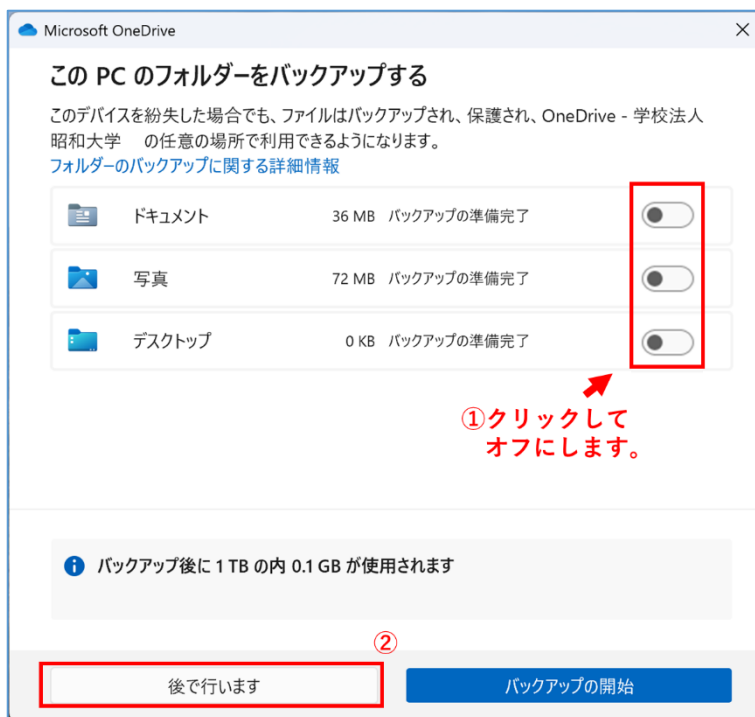 Microsoft OneDrive
この PC のフォルダーをバックアップする
このデバイスを紛失した場合でも、ファイルはバックアップされ、保護され、OneDrive - 学校法人
昭和大学　の任意の場所で利用できるようになります。
フォルダーのバックアップに関する詳細情報
ドキュメント 36 MB バックアップの準備完了
写真 72 MB バックアップの準備完了
デスクトップ 0 KB バックアップの準備完了
①クリックして
オフにします。
バックアップ後に 1 TB の内 0.1 GB が使用されます
②
後で行います バックアップの開始